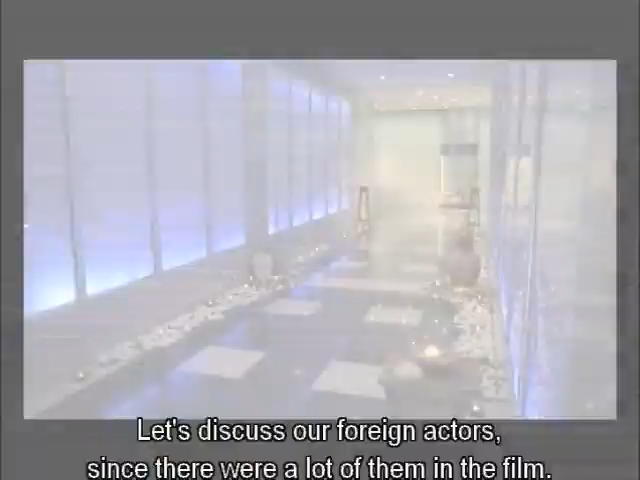 Let's discuss our foreign actors,
since there were a lot of them in the film.